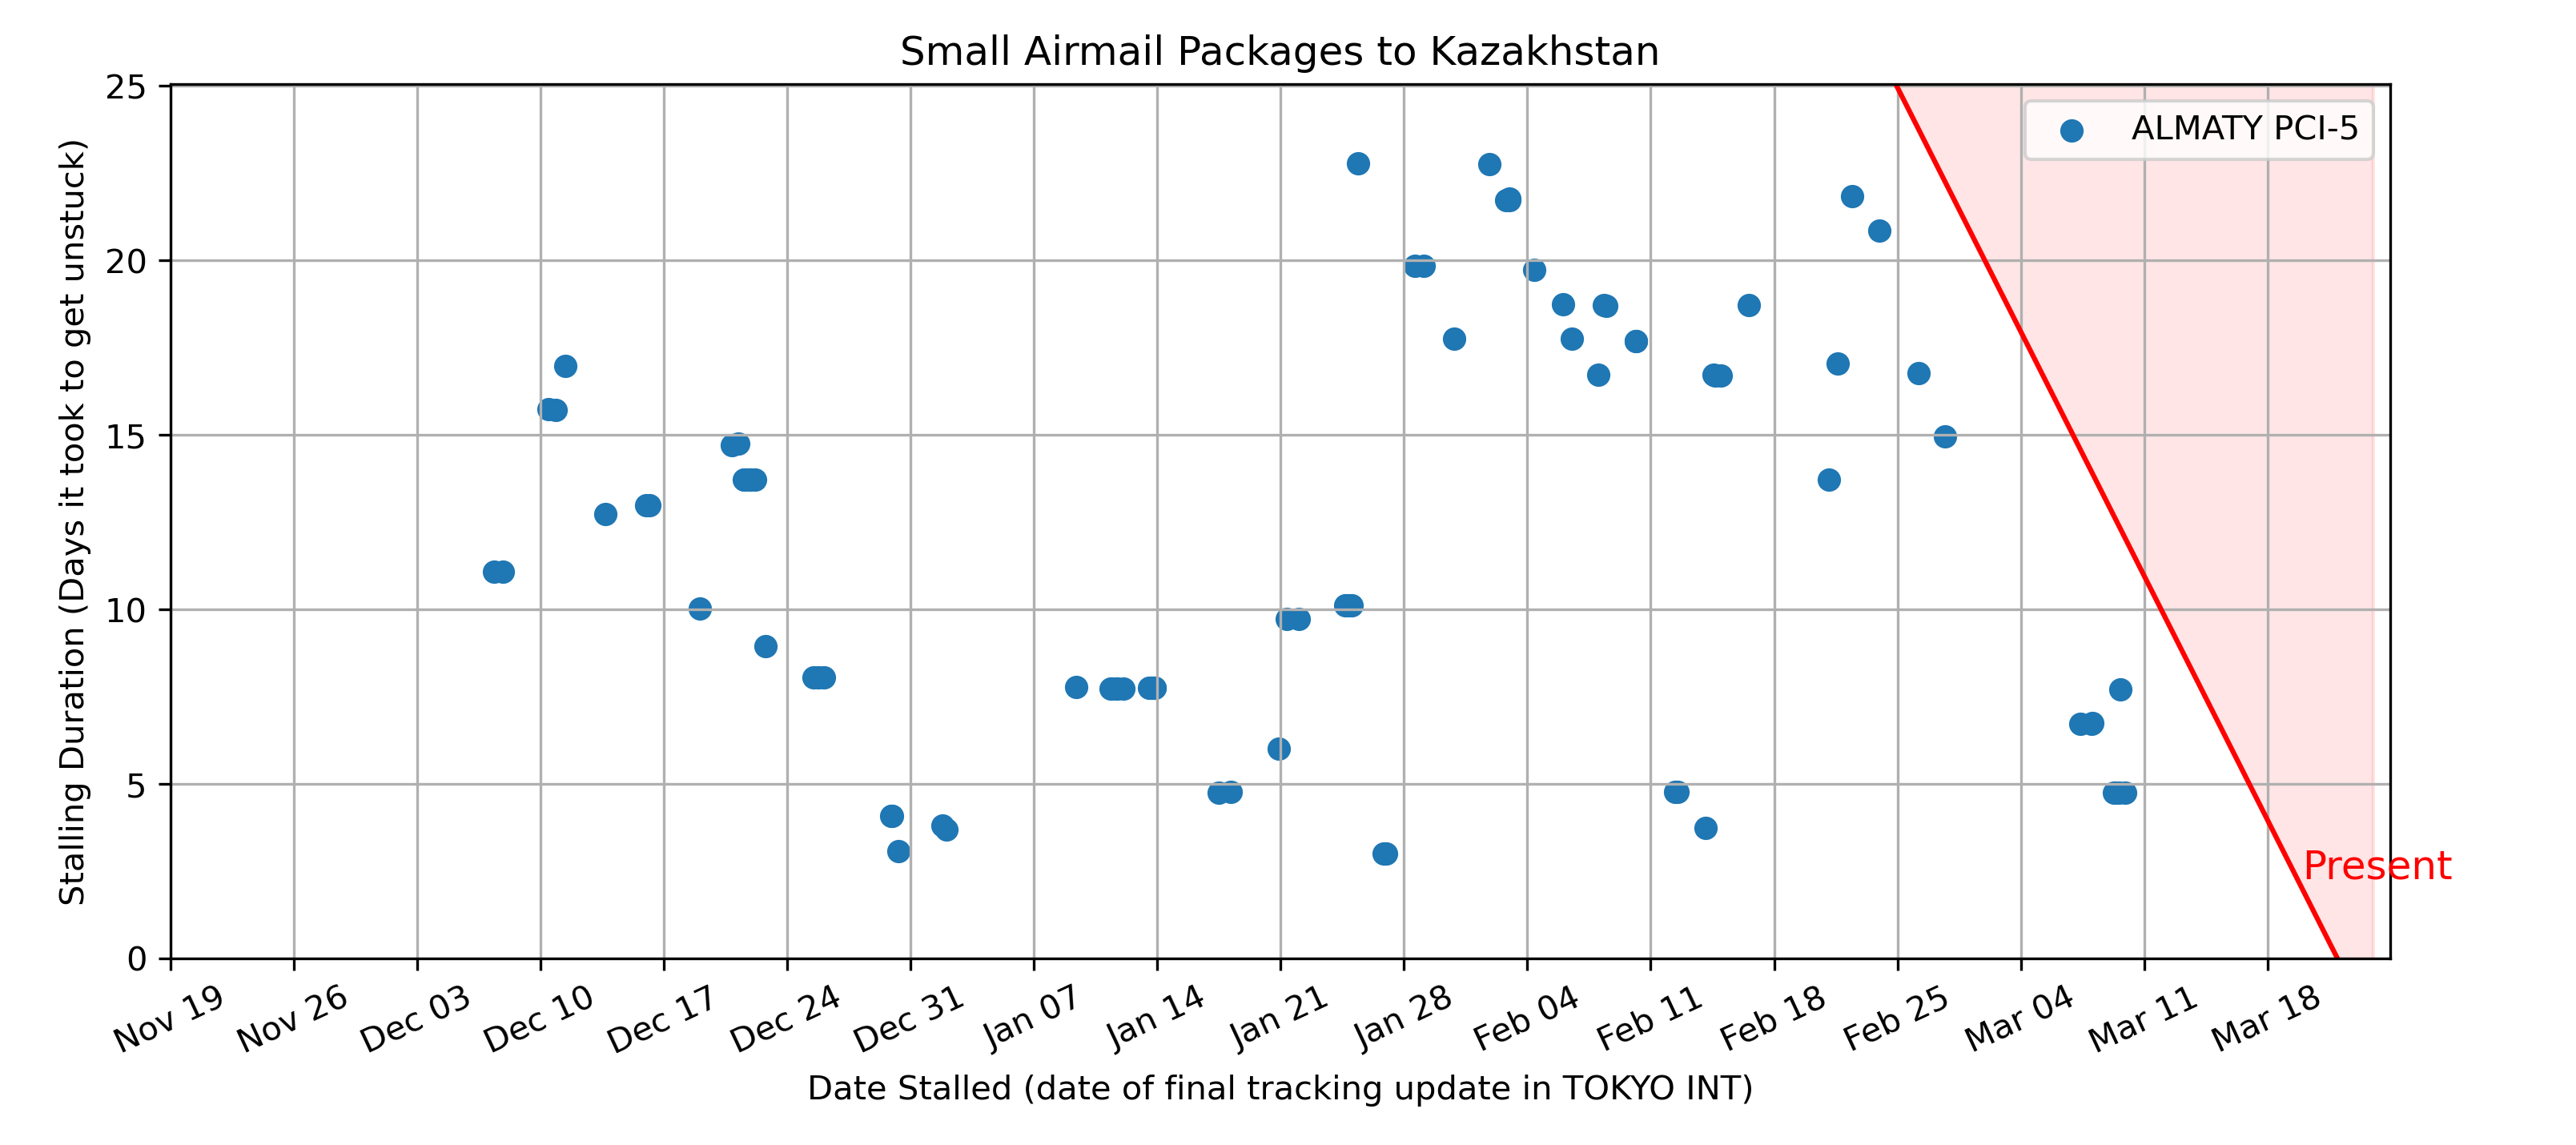 Small Airmail Packages to Kazakhstan
25
20
15
10
5
0
Stalling Duration (Days it took to get unstuck)
ALMATY PCI-5
Present
Nov 19
Nov 26
Dec 03
Dec 10
Dec 17
Dec 24
Dec 31
Jan 07
Jan 14
Jan 21
Jan 28
Feb 04
Feb 11
Feb 18
Feb 25
Mar 04
Mar 11
Mar 18
Date Stalled (date of final tracking update in TOKYO INT)